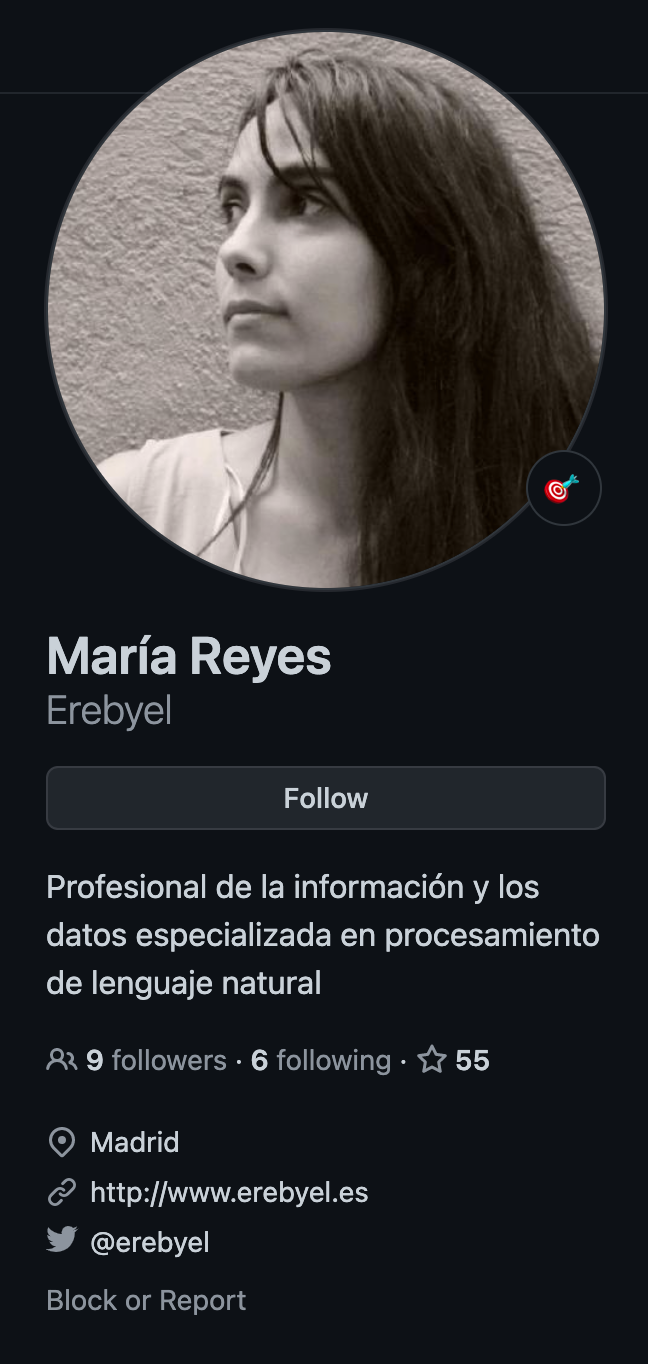 María Reyes
Erebyel
Follow
Profesional de la información y los
datos especializada en procesamiento
de lenguaje natural
9 followers · 6 following · 55
Madrid
http://www.erebyel.es
@erebyel
Block or Report